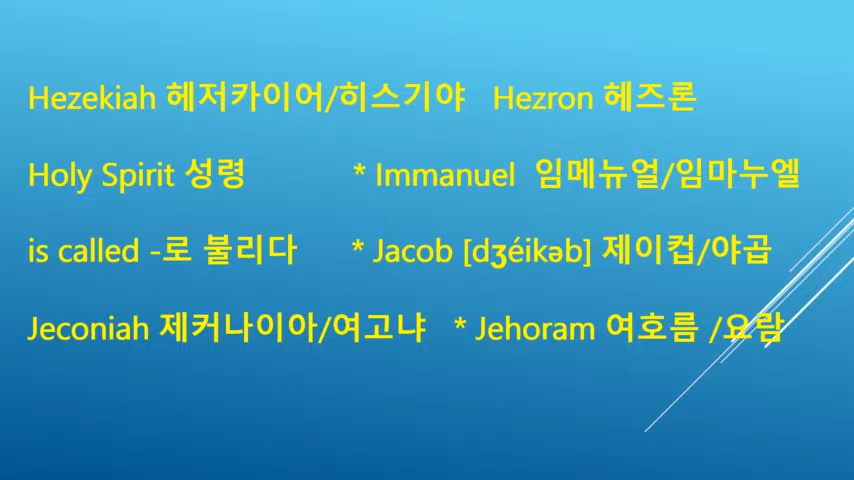 Hezekiah 헤저카이어/히스기야 Hezron 헤즈론
Holy Spirit 성령 * Immanuel 임메뉴얼/임마누엘
is called -로 불리다 * Jacob [dʒéikəb] 제이컵/야곱
Jeconiah 제커나이아/여고냐 * Jehoram 여호름 /요람